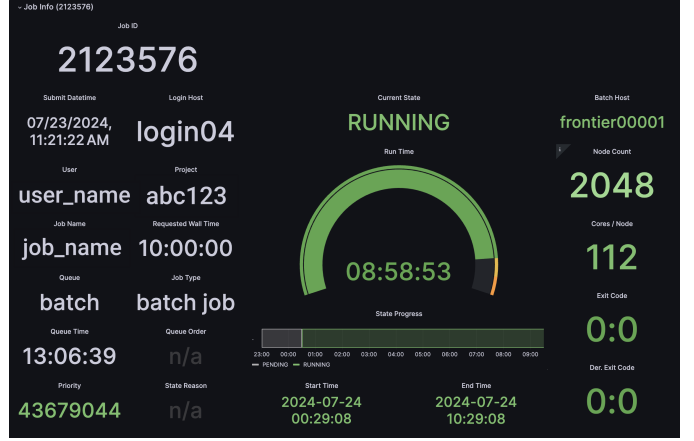 Job Info (2123576)
Job ID
2123576
Submit Datetime
07/23/2024,
11:21:22 AM
Login Host
login04
User
user_name
Project
abc123
Job Name
job_name
Requested Wall Time
10:00:00
Queue
batch
Job Type
batch job
Queue Time
13:06:39
Queue Order
n/a
Priority
43679044
State Reason
n/a
Current State
RUNNING
Run Time
08:58:53
State Progress
23:00 00:00 01:00 02:00 03:00 04:00 05:00 06:00 07:00 08:00 09:00
PENDING RUNNING
Start Time
2024-07-24
00:29:08
End Time
2024-07-24
10:29:08
Batch Host
frontier00001
i
Node Count
2048
Cores / Node
112
Exit Code
0:0
Der. Exit Code
0:0